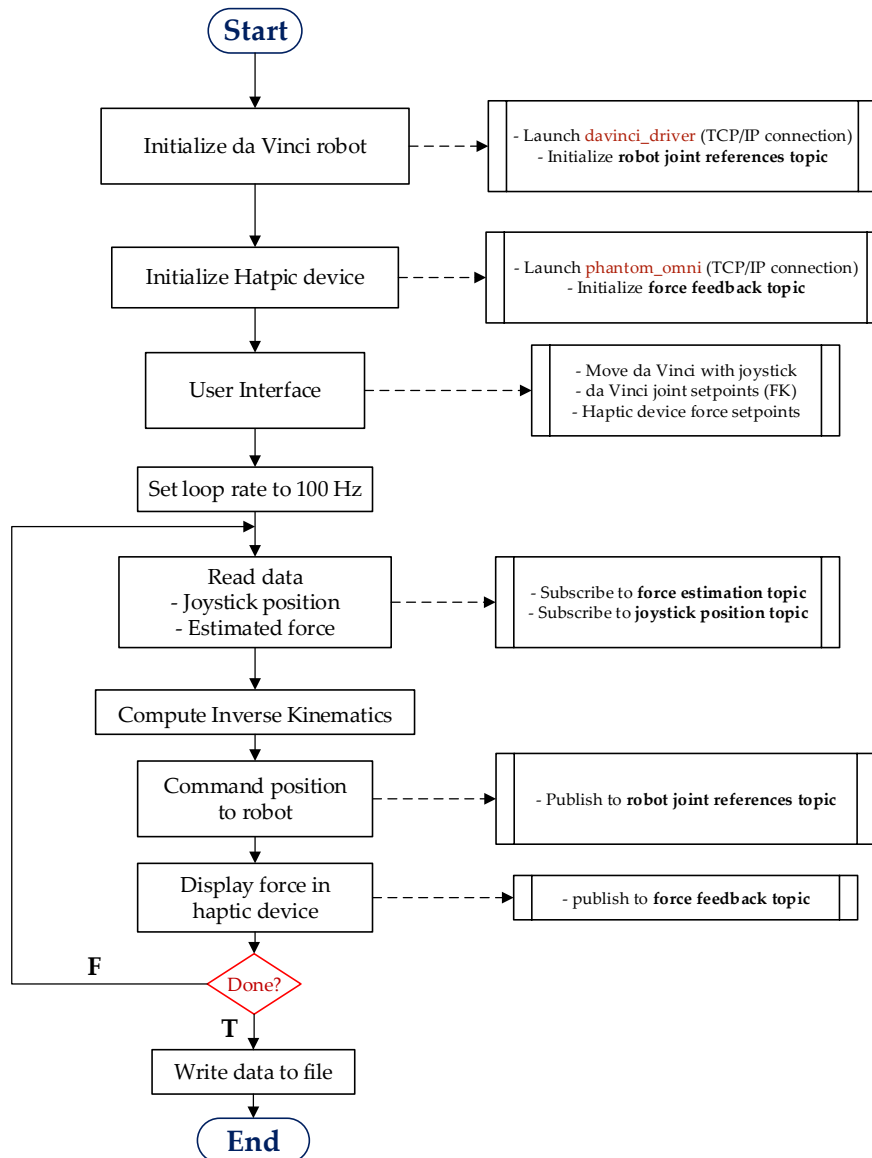 Start
Initialize da Vinci robot
- Launch davinci_driver (TCP/IP connection)
- Initialize robot joint references topic
Initialize Hatpic device
- Launch phantom_omni (TCP/IP connection)
- Initialize force feedback topic
User Interface
- Move da Vinci with joystick
- da Vinci joint setpoints (FK)
- Haptic device force setpoints
Set loop rate to 100 Hz
Read data
- Joystick position
- Estimated force
- Subscribe to force estimation topic
- Subscribe to joystick position topic
Compute Inverse Kinematics
Command position
to robot
- Publish to robot joint references topic
Display force in
haptic device
- publish to force feedback topic
F
Done?
T
Write data to file
End